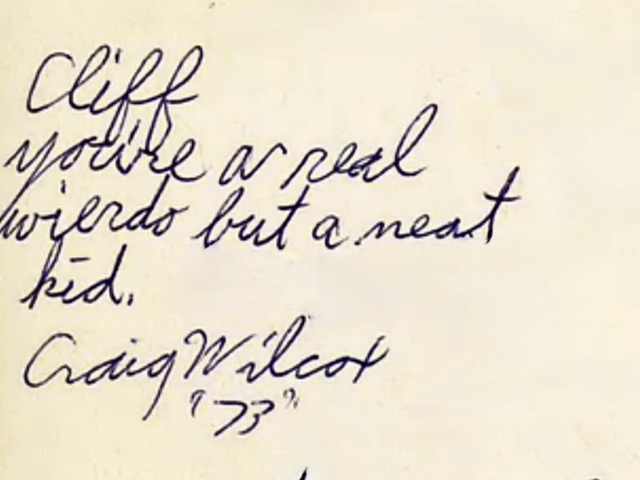 Cliff
you're a real
wierdo but a neat
kid.
Craig Wilcox
"73"